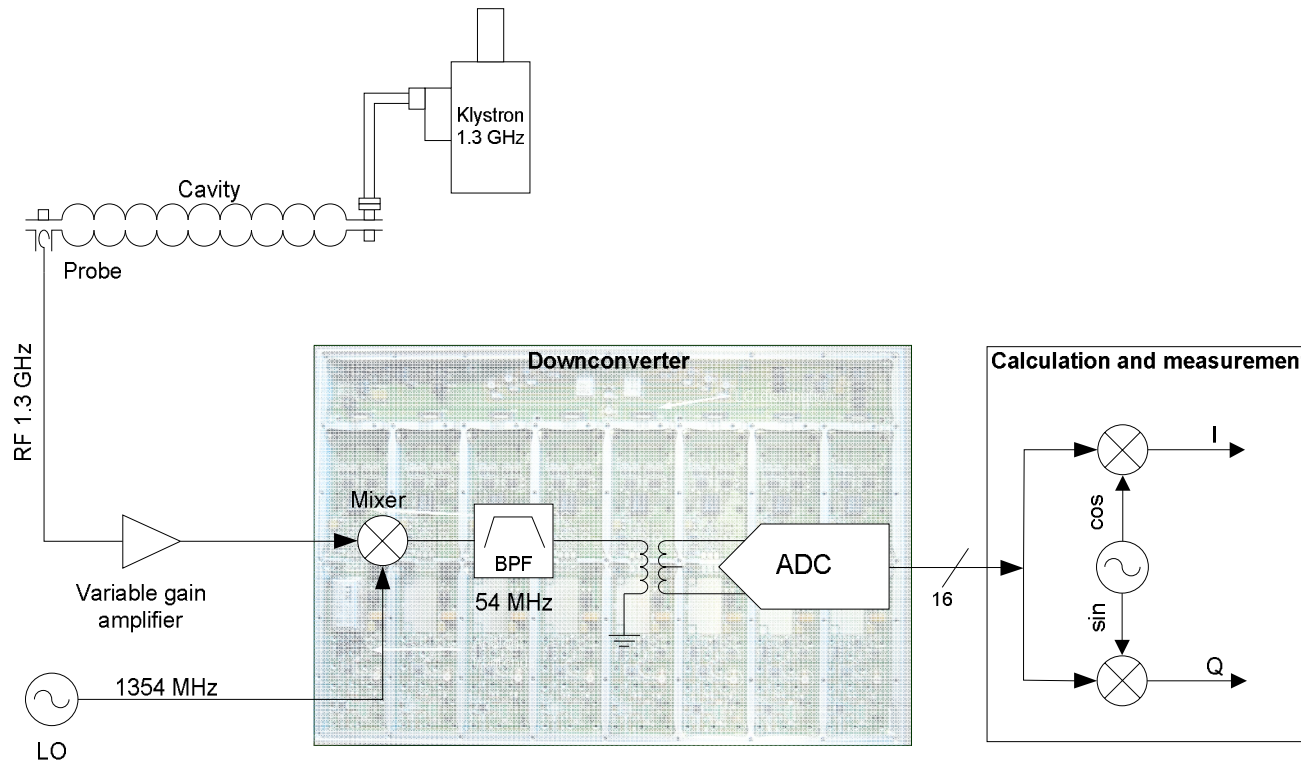 Klystron
1.3 GHz
Cavity
Probe
RF 1.3 GHz
Downconverter
Calculation and measuremen
I
Mixer
cos
BPF
ADC
54 MHz
16
Variable gain
amplifier
sin
Q
1354 MHz
LO